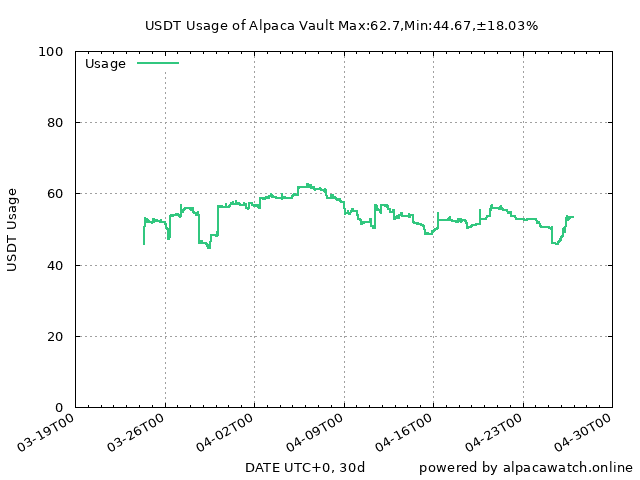 USDT Usage of Alpaca Vault Max:62.7,Min:44.67,±18.03%
Usage
USDT Usage
100
80
60
40
20
0
03-19T00
03-26T00
04-02T00
04-09T00
04-16T00
04-23T00
04-30T00
DATE UTC+0, 30d
powered by alpacawatch.online